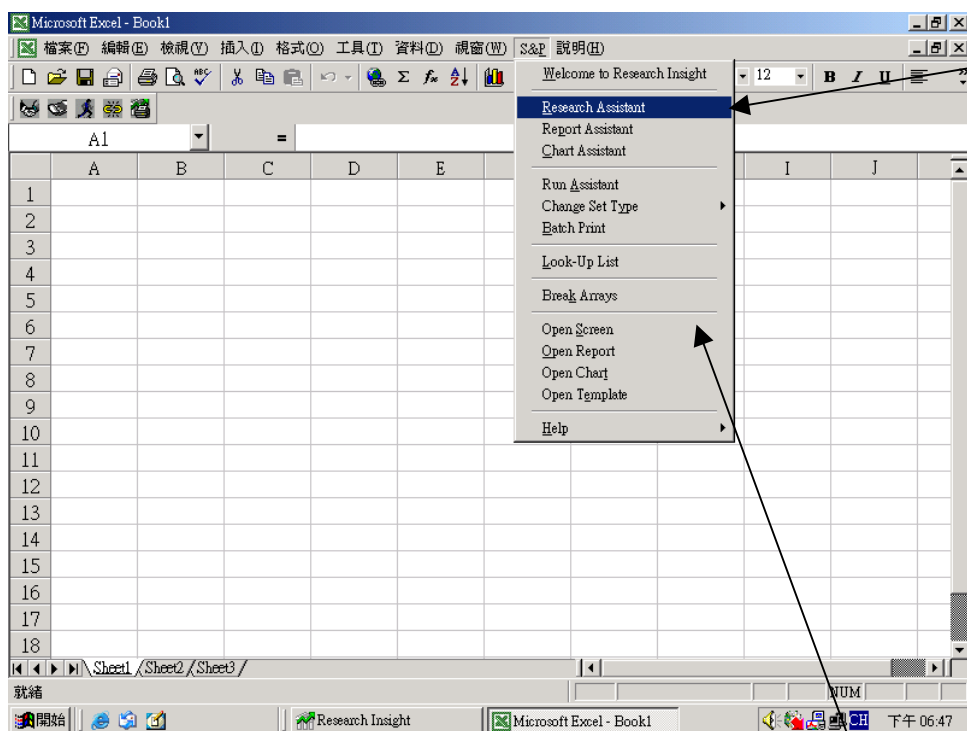 Microsoft Excel - Book1
檔案(F) 編輯(E) 檢視(V) 插入(I) 格式(O) 工具(T) 資料(D) 視窗(W) S&P 說明(H)
12 B I U
A1 =
A B C D E I J
Welcome to Research Insight
Research Assistant
Report Assistant
Chart Assistant
Run Assistant
Change Set Type
Batch Print
Look-Up List
Break Arrays
Open Screen
Open Report
Open Chart
Open Template
Help
1
2
3
4
5
6
7
8
9
10
11
12
13
14
15
16
17
18
Sheet1 Sheet2 Sheet3
就緒 NUM
開始 Research Insight Microsoft Excel - Book1 CH 下午 06:47